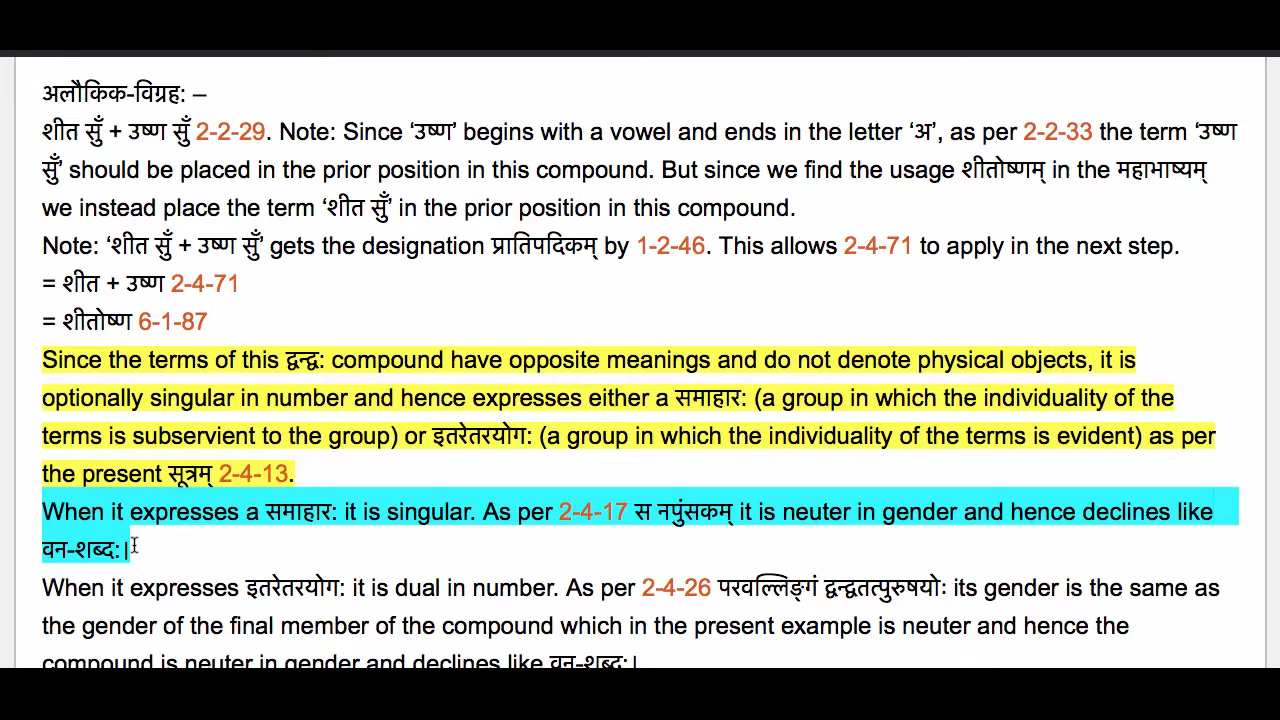 अलौकिक-विग्रह: –
शीत सुँ + उष्ण सुँ 2-2-29. Note: Since ‘उष्ण’ begins with a vowel and ends in the letter ‘अ’, as per 2-2-33 the term ‘उष्ण
सुँ’ should be placed in the prior position in this compound. But since we find the usage शीतोष्णम् in the महाभाष्यम्
we instead place the term ‘शीत सुँ’ in the prior position in this compound.
Note: ‘शीत सुँ + उष्ण सुँ’ gets the designation प्रातिपदिकम् by 1-2-46. This allows 2-4-71 to apply in the next step.
= शीत + उष्ण 2-4-71
= शीतोष्ण 6-1-87
Since the terms of this द्वन्द्व: compound have opposite meanings and do not denote physical objects, it is
optionally singular in number and hence expresses either a समाहार: (a group in which the individuality of the
terms is subservient to the group) or इतरेतरयोग: (a group in which the individuality of the terms is evident) as per
the present सूत्रम् 2-4-13.
When it expresses a समाहार: it is singular. As per 2-4-17 स नपुंसकम् it is neuter in gender and hence declines like
वन-शब्द:।
When it expresses इतरेतरयोग: it is dual in number. As per 2-4-26 परवल्लिङ्गं द्वन्द्वतत्पुरुषयोः its gender is the same as
the gender of the final member of the compound which in the present example is neuter and hence the
compound is neuter in gender and declines like वन-शब्द:।